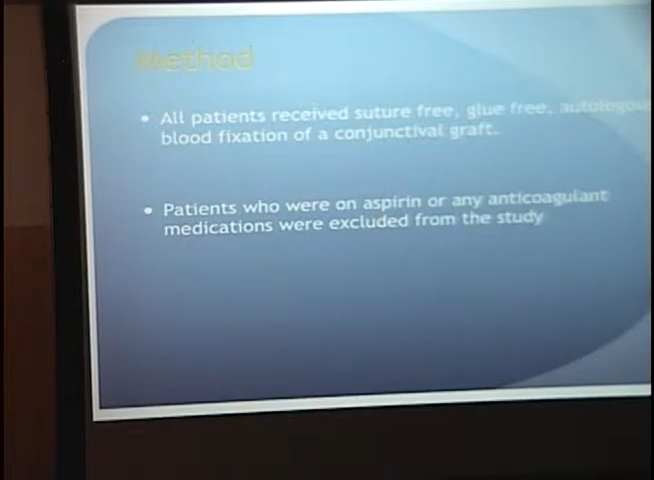 Method
• All patients received suture free, glue free, autologous
blood fixation of a conjunctival graft.
• Patients who were on aspirin or any anticoagulant
medications were excluded from the study